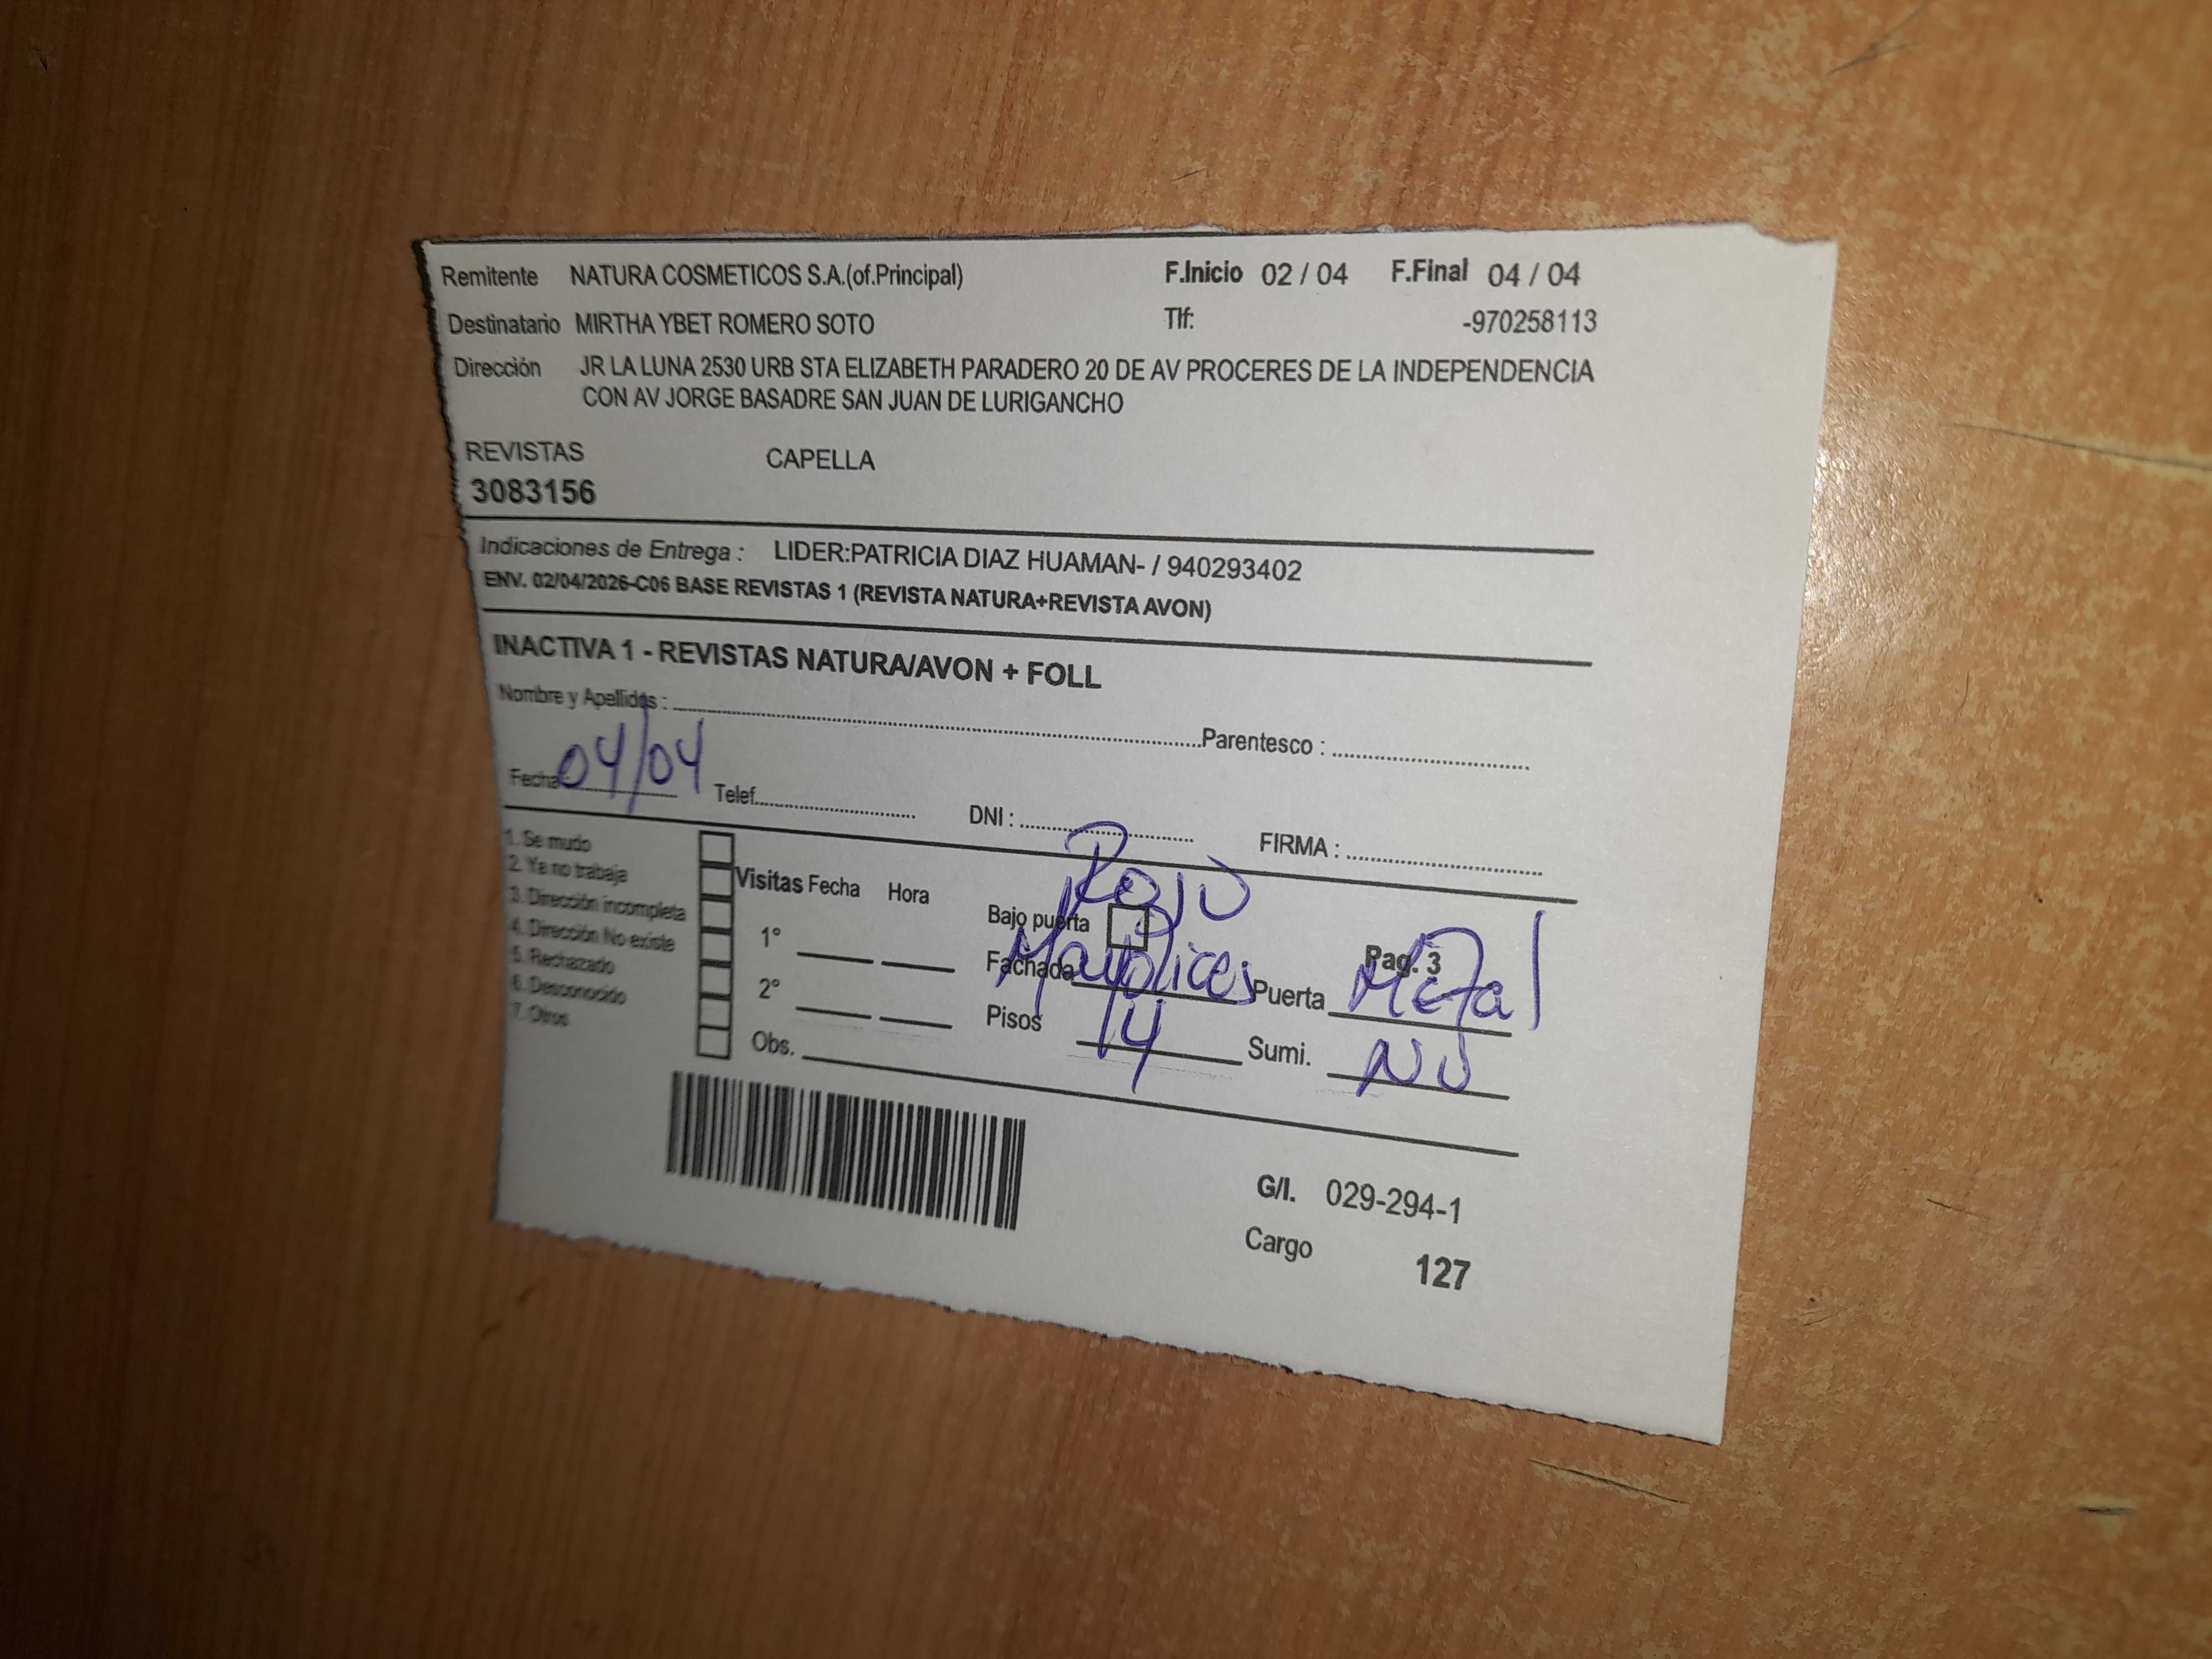 Remitente NATURA COSMETICOS S.A.(of.Principal) F.Inicio 02 / 04 F.Final 04 / 04
Destinatario MIRTHA YBET ROMERO SOTO Tlf: -970258113
Dirección JR LA LUNA 2530 URB STA ELIZABETH PARADERO 20 DE AV PROCERES DE LA INDEPENDENCIA
CON AV JORGE BASADRE SAN JUAN DE LURIGANCHO
REVISTAS CAPELLA
3083156
Indicaciones de Entrega : LIDER:PATRICIA DIAZ HUAMAN- / 940293402
ENV. 02/04/2026-C06 BASE REVISTAS 1 (REVISTA NATURA+REVISTA AVON)
INACTIVA 1 - REVISTAS NATURA/AVON + FOLL
Nombre y Apellidos : Parentesco :
Fecha 04/04 Telef. DNI : FIRMA :
1. Se mudo
2. Ya no trabaja
3. Dirección incompleta
4. Dirección No existe
5. Rechazado
6. Desconocido
7. Otros
Visitas Fecha Hora
1°
2°
Obs.
Rojo
Bajo puerta
Pag. 3
Fachada Mayolicas Puerta Metal
Pisos 4 Sumi. NO
G/I. 029-294-1
Cargo 127